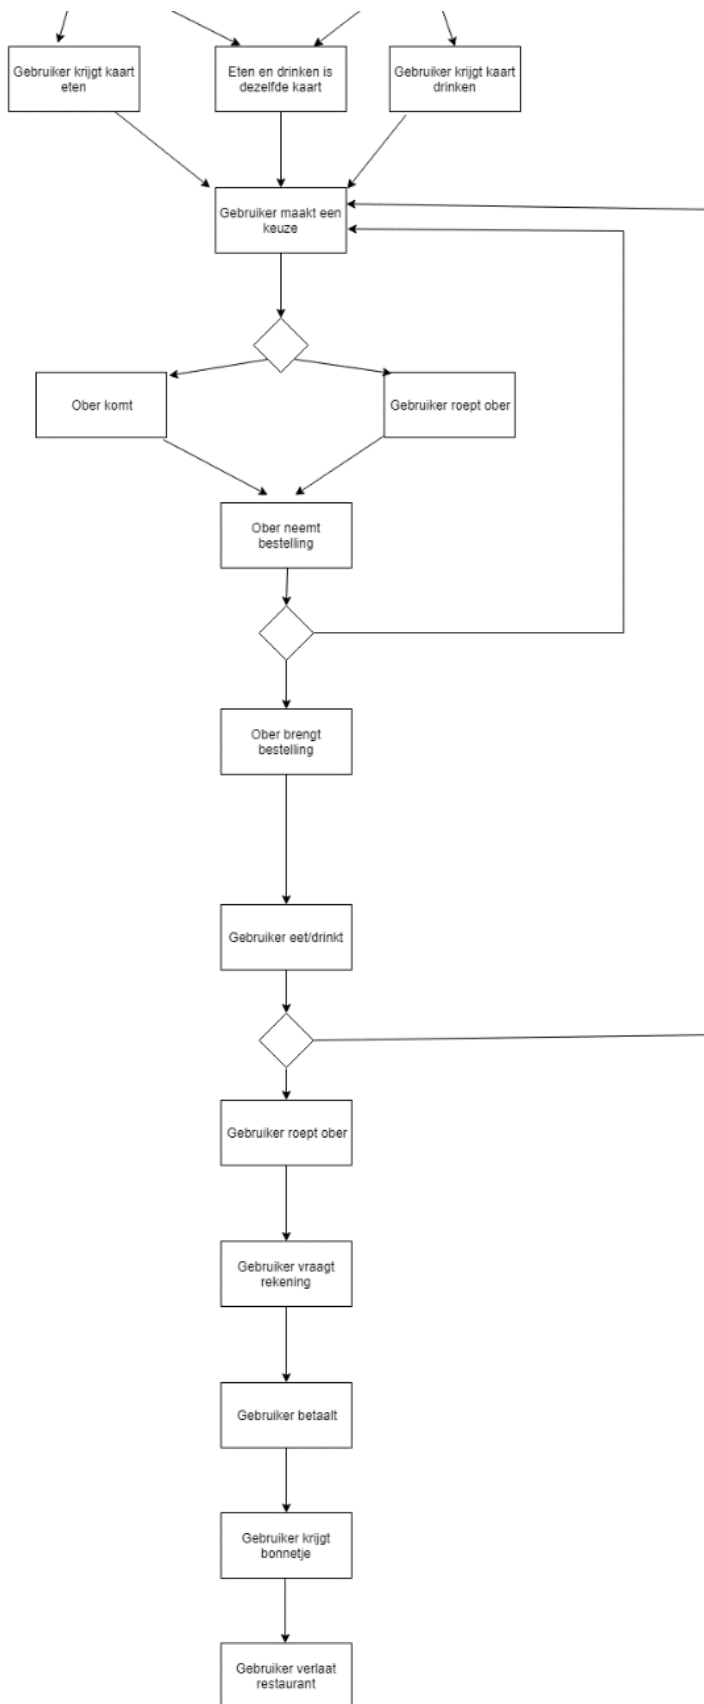 Gebruiker krijgt kaart
eten
Eten en drinken is
dezelfde kaart
Gebruiker krijgt kaart
drinken
Gebruiker maakt een
keuze
Ober komt
Gebruiker roept ober
Ober neemt
bestelling
Ober brengt
bestelling
Gebruiker eet/drinkt
Gebruiker roept ober
Gebruiker vraagt
rekening
Gebruiker betaalt
Gebruiker krijgt
bonnetje
Gebruiker verlaat
restaurant